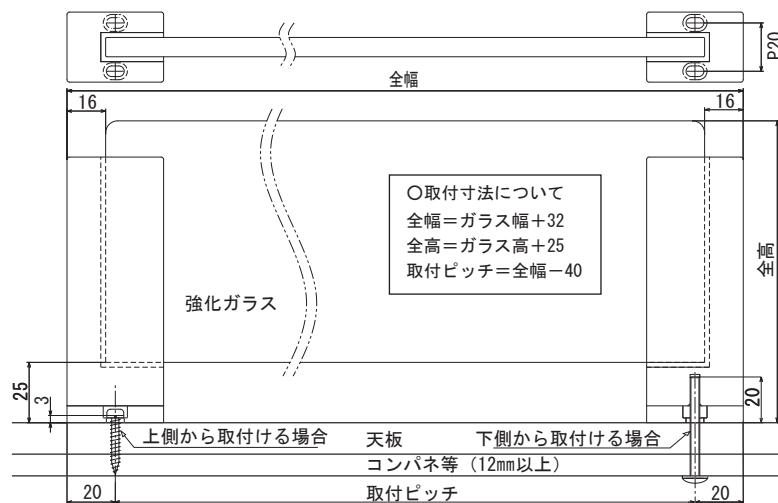 P20
全幅
16
16
○取付寸法について
全幅=ガラス幅+32
全高=ガラス高+25
取付ピッチ=全幅−40
全高
強化ガラス
25
3
20
上側から取付ける場合
天板
下側から取付ける場合
コンパネ等（12mm以上）
20
取付ピッチ
20